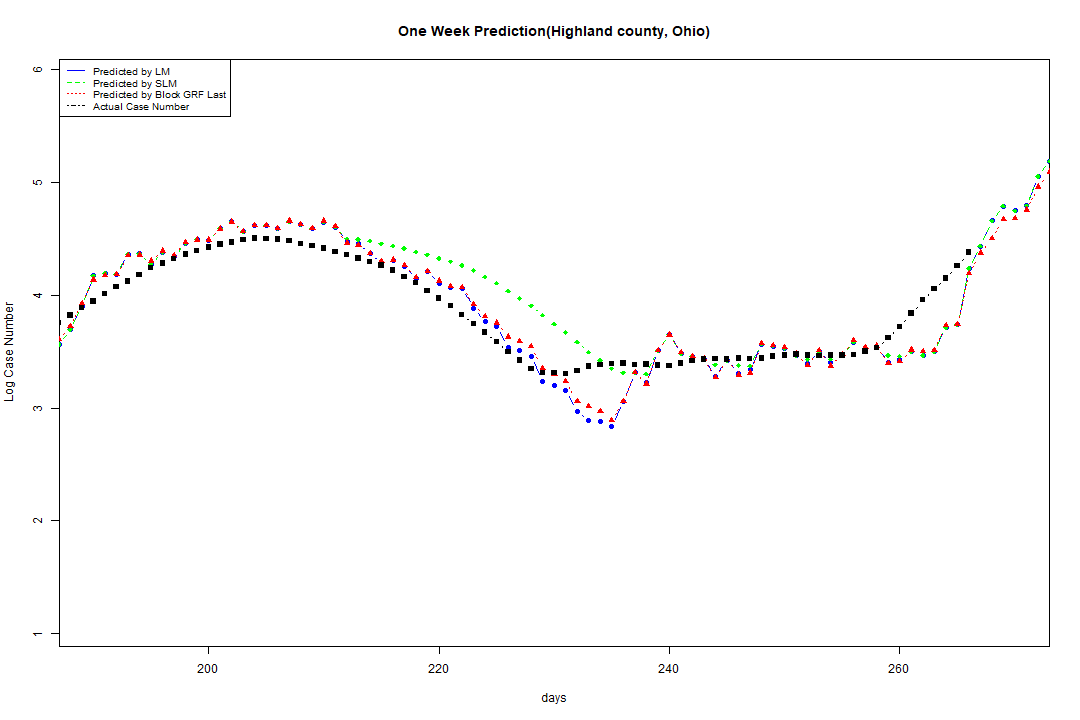 One Week Prediction(Highland county, Ohio)
Predicted by LM
Predicted by SLM
Predicted by Block GRF Last
Actual Case Number
6
5
4
3
2
1
Log Case Number
200 220 240 260
days